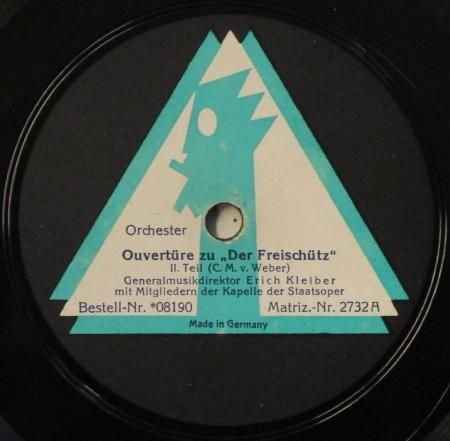 Orchester
Ouvertüre zu „Der Freischütz“
II. Teil (C. M. v. Weber)
Generalmusikdirektor Erich Kleiber
mit Mitgliedern der Kapelle der Staatsoper
Bestell-Nr. *08190 Matriz.-Nr. 2732 A
Made in Germany